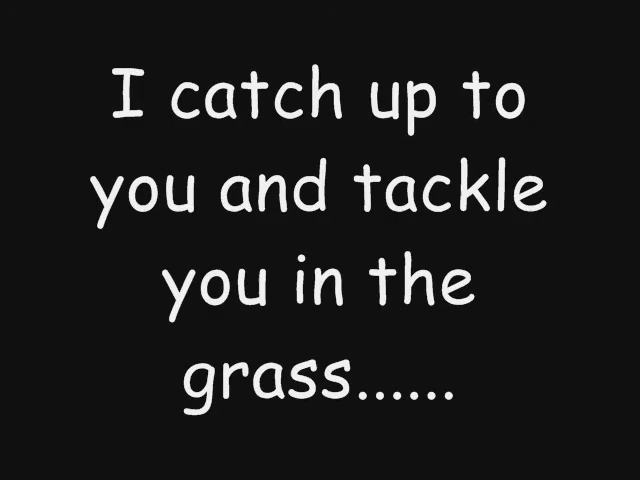 I catch up to
you and tackle
you in the
grass......